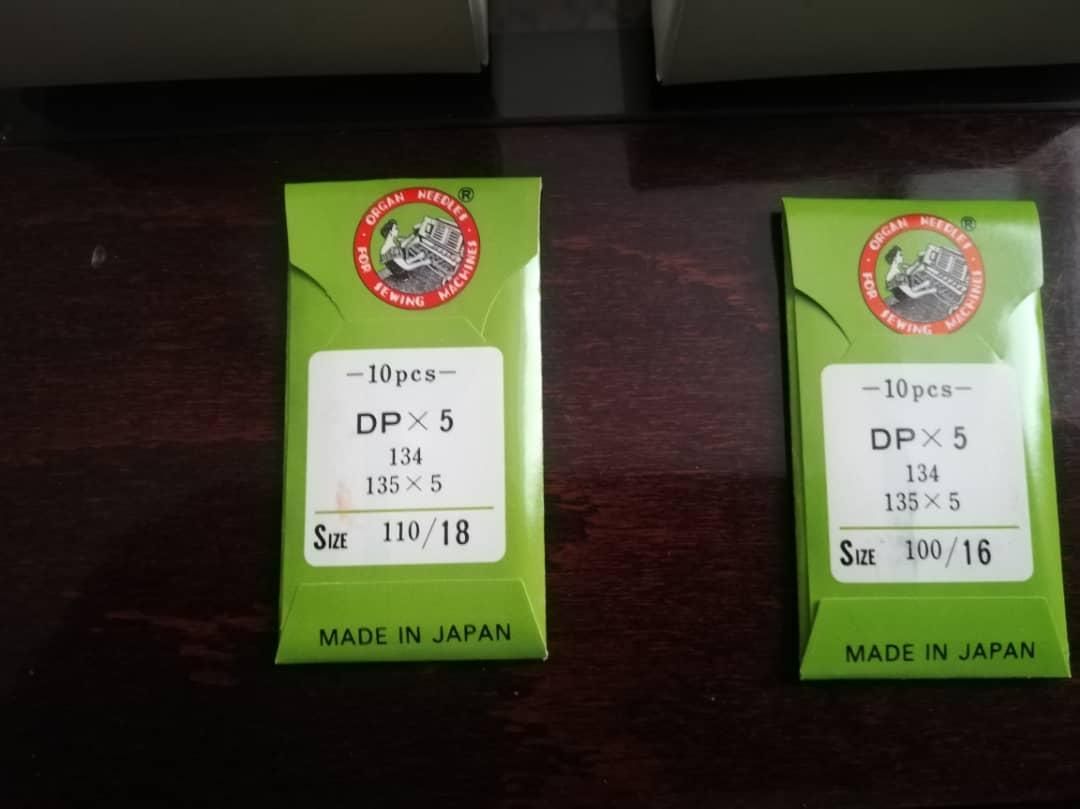 ORGAN NEEDLES
FOR SEWING MACHINES
®
-10pcs-
DP×5
134
135×5
SIZE 110/18
MADE IN JAPAN
ORGAN NEEDLES
FOR SEWING MACHINES
®
-10pcs-
DP×5
134
135×5
SIZE 100/16
MADE IN JAPAN